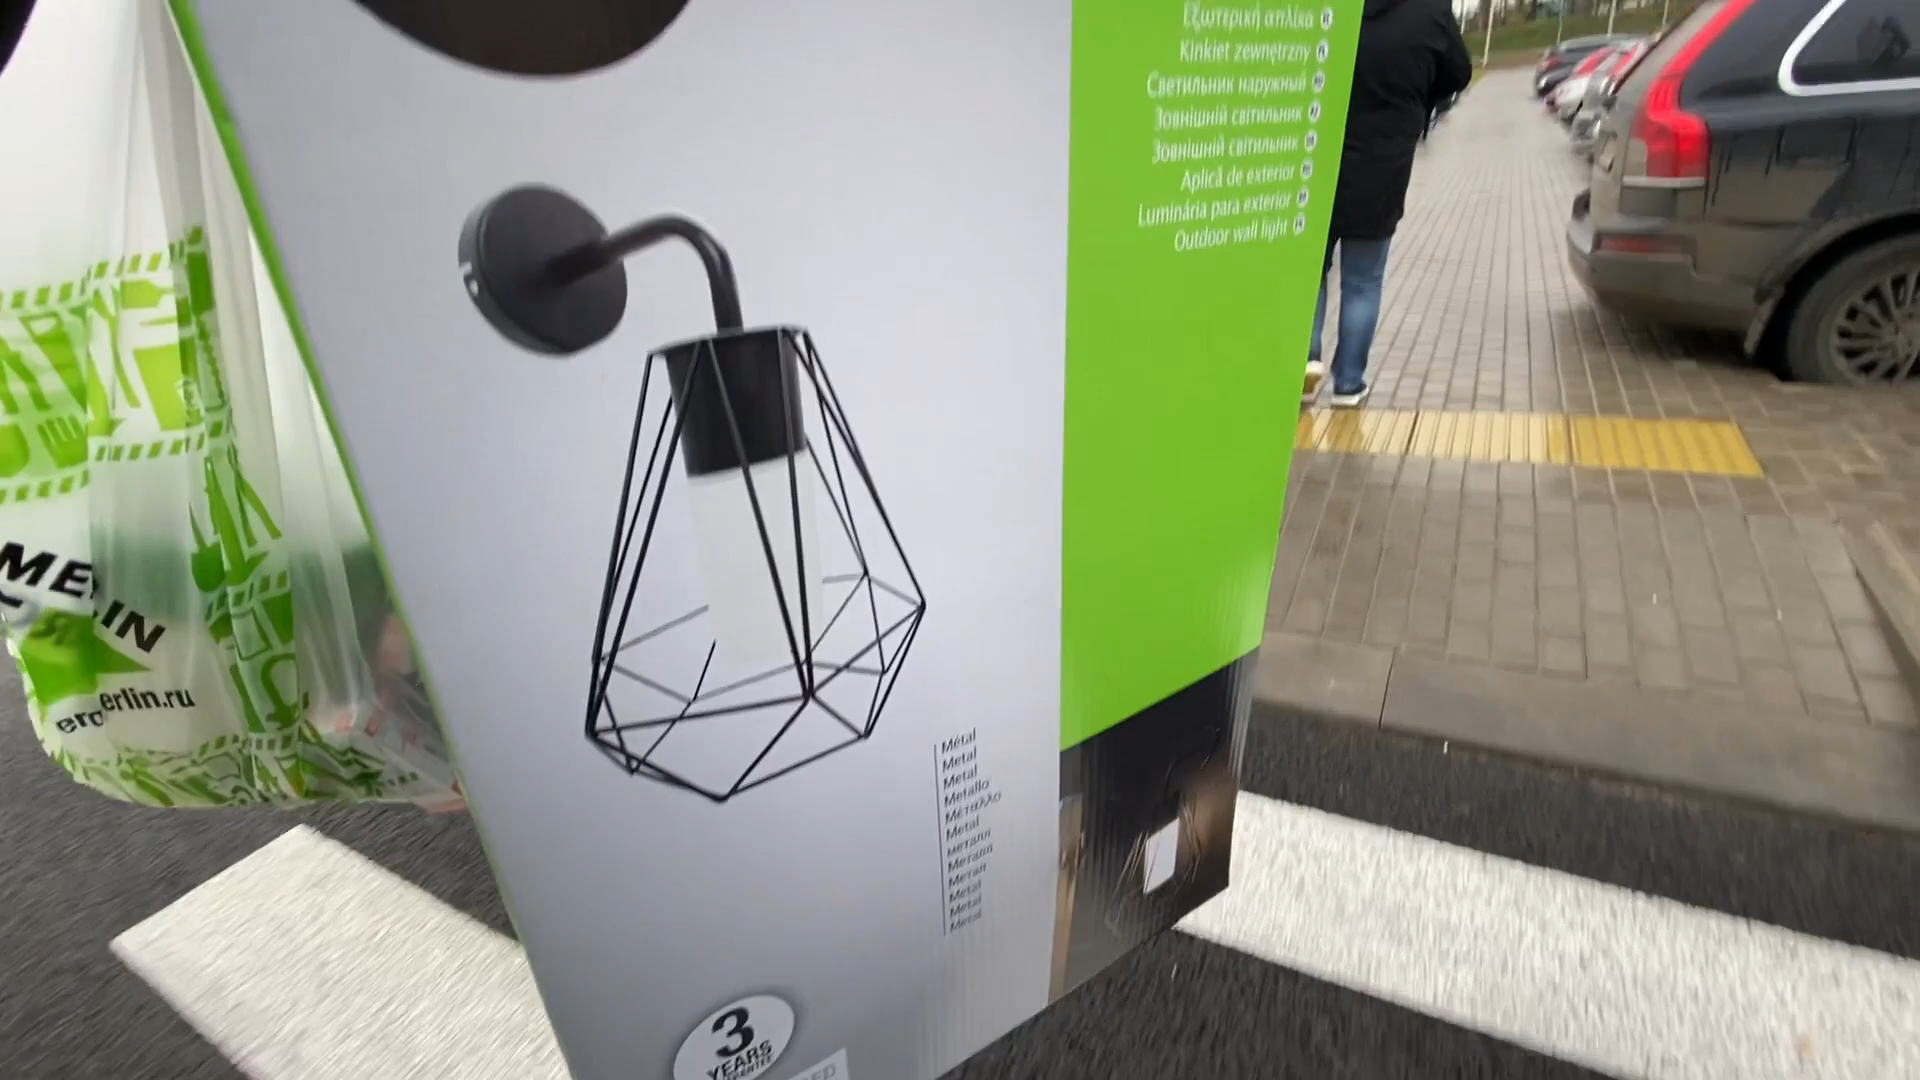 Εξωτερική απλίκα
Kinkiet zewnętrzny
Светильник наружный
Зовнішній світильник
Зовнішній світильник
Aplică de exterior
Luminária para exterior
Outdoor wall light
MERLIN
erlin.ru
Métal
Metal
Metal
Metallo
Μέταλλο
Metal
металл
Металл
Метал
Metal
Metal
Metal
3
YEARS